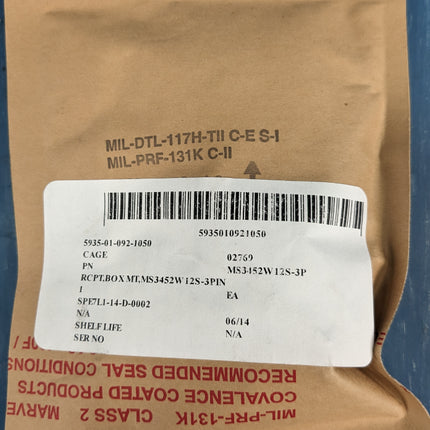 MIL-DTL-117H-TII C-E S-I
MIL-PRF-131K C-II
5935010921050
5935-01-092-1050
CAGE 02769
PN MS3452W12S-3P
RCPT,BOX MT,MS3452W12S-3PIN
1 EA
SPE7L1-14-D-0002
N/A 06/14
SHELF LIFE N/A
SER NO
RECOMMENDED SEAL CONDITIONS
COVALENCE COATED PRODUCTS
MIL-PRF-131K CLASS 2 MARVE